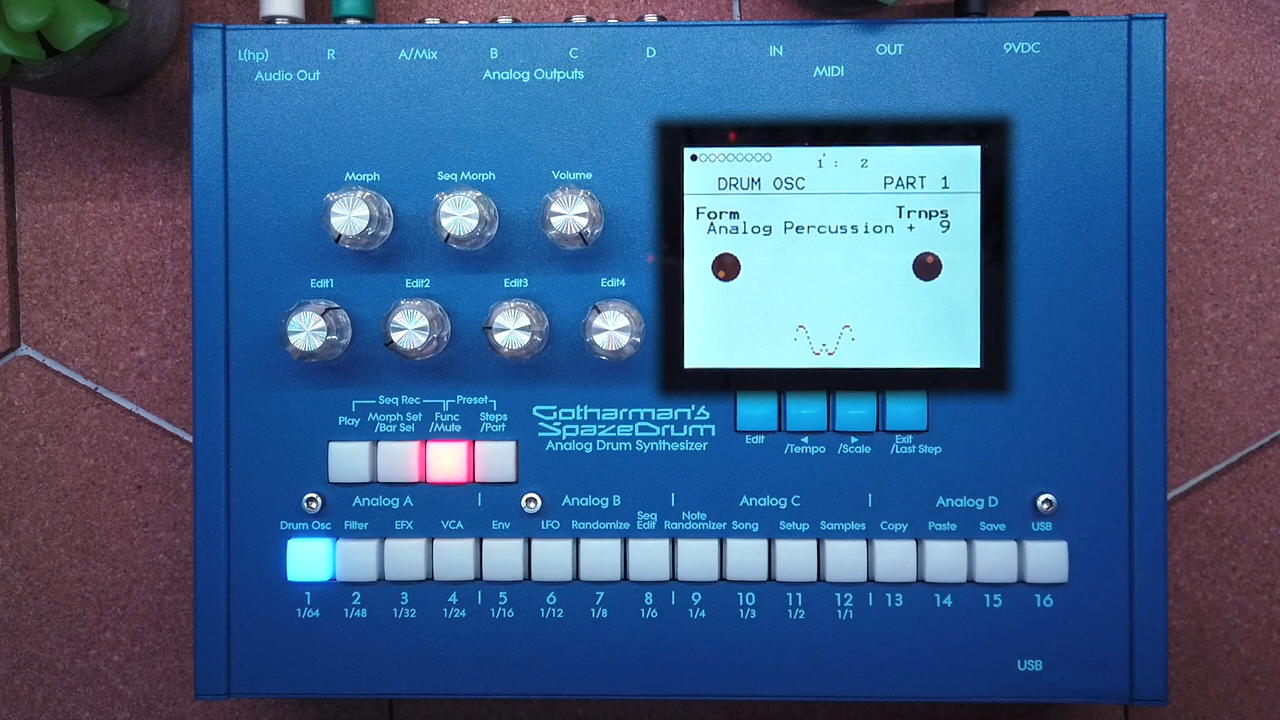 L(hp) R A/Mix B C D IN OUT 9VDC
Audio Out Analog Outputs MIDI
Morph Seq Morph Volume
Edit1 Edit2 Edit3 Edit4
1 : 2
DRUM OSC PART 1
Form Trnps
Analog Percussion + 9
Seq Rec Preset
Play Morph Set /Bar Sel Func /Mute Steps /Part
Gotharman's
SpazeDrum
Analog Drum Synthesizer
Edit ◄ /Tempo ► /Scale Exit /Last Step
Analog A | Analog B | Analog C | Analog D
Drum Osc Filter EFX VCA Env LFO Randomize Seq Edit Note Randomizer Song Setup Samples Copy Paste Save USB
1 2 3 4 | 5 6 7 8 | 9 10 11 12 | 13 14 15 16
1/64 1/48 1/32 1/24 1/16 1/12 1/8 1/6 1/4 1/3 1/2 1/1
USB